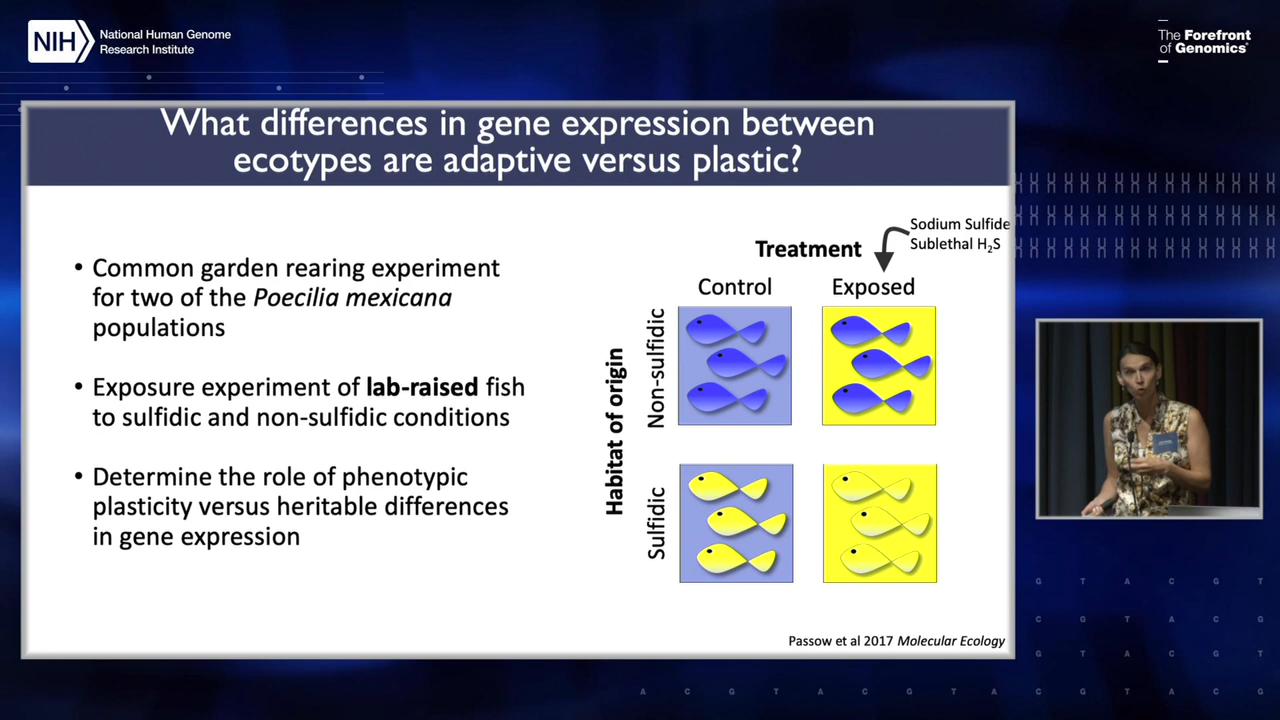 NIH
National Human Genome
Research Institute
The Forefront
of Genomics®
What differences in gene expression between
ecotypes are adaptive versus plastic?
• Common garden rearing experiment
for two of the Poecilia mexicana
populations
• Exposure experiment of lab-raised fish
to sulfidic and non-sulfidic conditions
• Determine the role of phenotypic
plasticity versus heritable differences
in gene expression
Sodium Sulfide
Sublethal H₂S
Treatment
Control
Exposed
Habitat of origin
Non-sulfidic
Sulfidic
Passow et al 2017 Molecular Ecology
G T A C G T
C G T A C G
G T A C G T
A C G T A C G T A C G T A C G